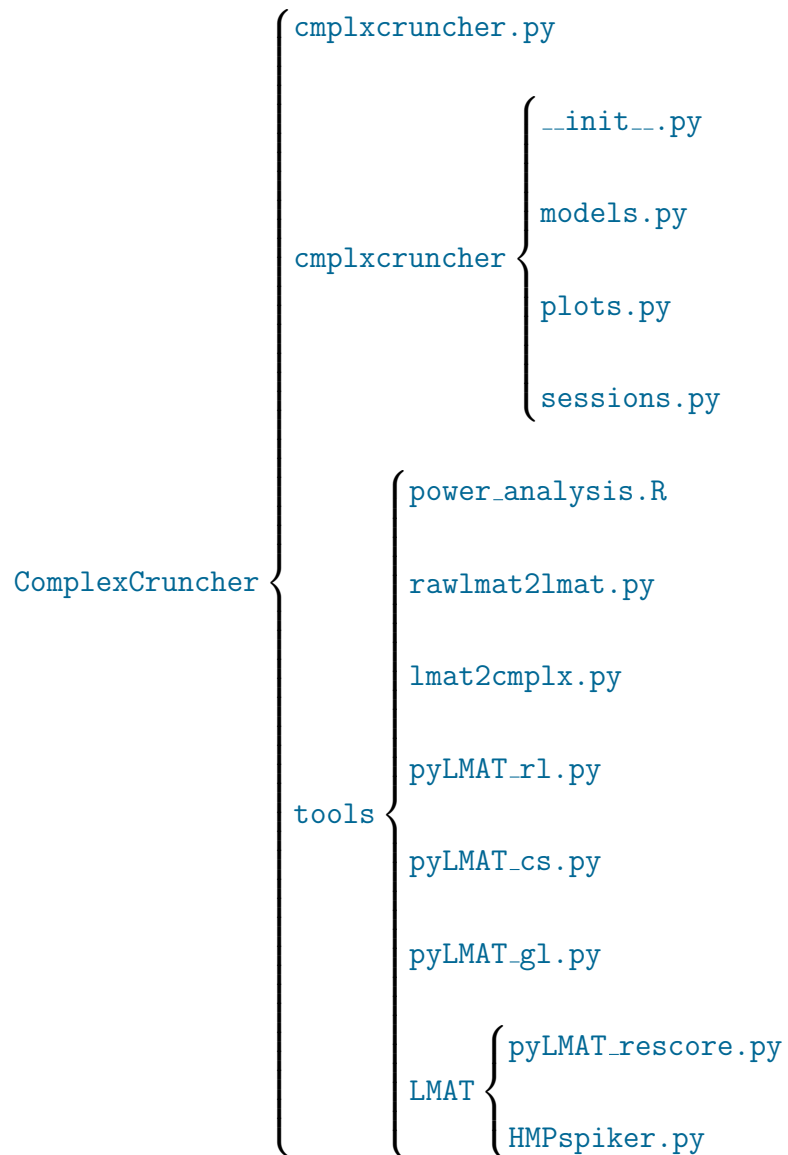 cmplxcruncher.py
__init__.py
models.py
cmplxcruncher
plots.py
sessions.py
power_analysis.R
ComplexCruncher
rawlmat2lmat.py
lmat2cmplx.py
pyLMAT_rl.py
tools
pyLMAT_cs.py
pyLMAT_gl.py
pyLMAT_rescore.py
LMAT
HMPspiker.py